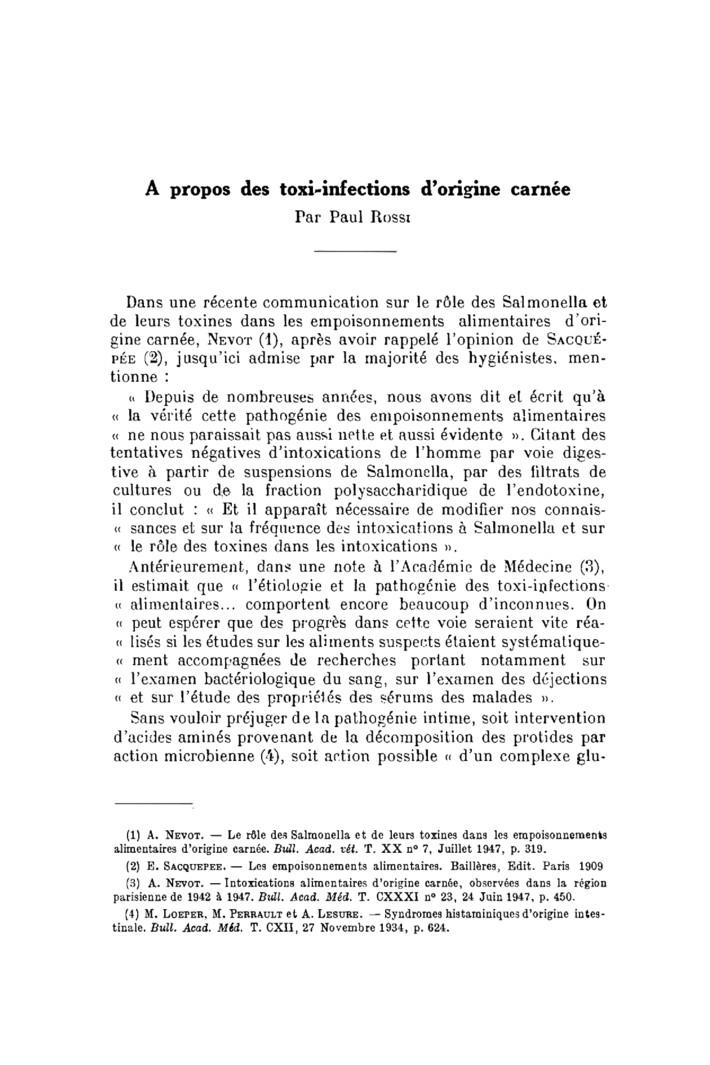 A propos des toxi-infections d'origine carnée
Par Paul Rossi
Dans une récente communication sur le rôle des Salmonella et
de leurs toxines dans les empoisonnements alimentaires d'ori-
gine carnée, Nevot (1), après avoir rappelé l'opinion de Sacqué-
pée (2), jusqu'ici admise par la majorité des hygiénistes, men-
tionne :
« Depuis de nombreuses années, nous avons dit et écrit qu'à
« la vérité cette pathogénie des empoisonnements alimentaires
« ne nous paraissait pas aussi nette et aussi évidente ». Citant des
tentatives négatives d'intoxications de l'homme par voie diges-
tive à partir de suspensions de Salmonella, par des filtrats de
cultures ou de la fraction polysaccharidique de l'endotoxine,
il conclut : « Et il apparaît nécessaire de modifier nos connais-
« sances et sur la fréquence des intoxications à Salmonella et sur
« le rôle des toxines dans les intoxications ».
Antérieurement, dans une note à l'Académie de Médecine (3),
il estimait que « l'étiologie et la pathogénie des toxi-infections
« alimentaires... comportent encore beaucoup d'inconnues. On
« peut espérer que des progrès dans cette voie seraient vite réa-
« lisés si les études sur les aliments suspects étaient systématique-
« ment accompagnées de recherches portant notamment sur
« l'examen bactériologique du sang, sur l'examen des déjections
« et sur l'étude des propriétés des sérums des malades ».
Sans vouloir préjuger de la pathogénie intime, soit intervention
d'acides aminés provenant de la décomposition des protides par
action microbienne (4), soit action possible « d'un complexe glu-
(1) A. Nevot. — Le rôle des Salmonella et de leurs toxines dans les empoisonnements
alimentaires d'origine carnée. Bull. Acad. vét. T. XX n° 7, Juillet 1947, p. 319.
(2) E. Sacquepee. — Les empoisonnements alimentaires. Baillères, Edit. Paris 1909
(3) A. Nevot. — Intoxications alimentaires d'origine carnée, observées dans la région
parisienne de 1942 à 1947. Bull. Acad. Méd. T. CXXXI n° 23, 24 Juin 1947, p. 450.
(4) M. Loeper, M. Perrault et A. Lesure. — Syndromes histaminiques d'origine intes-
tinale. Bull. Acad. Méd. T. CXII, 27 Novembre 1934, p. 624.